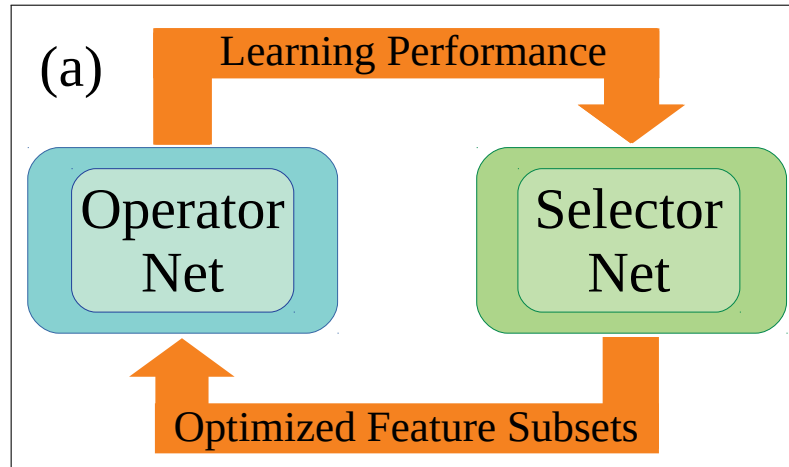 (a)
Learning Performance
Operator
Net
Selector
Net
Optimized Feature Subsets